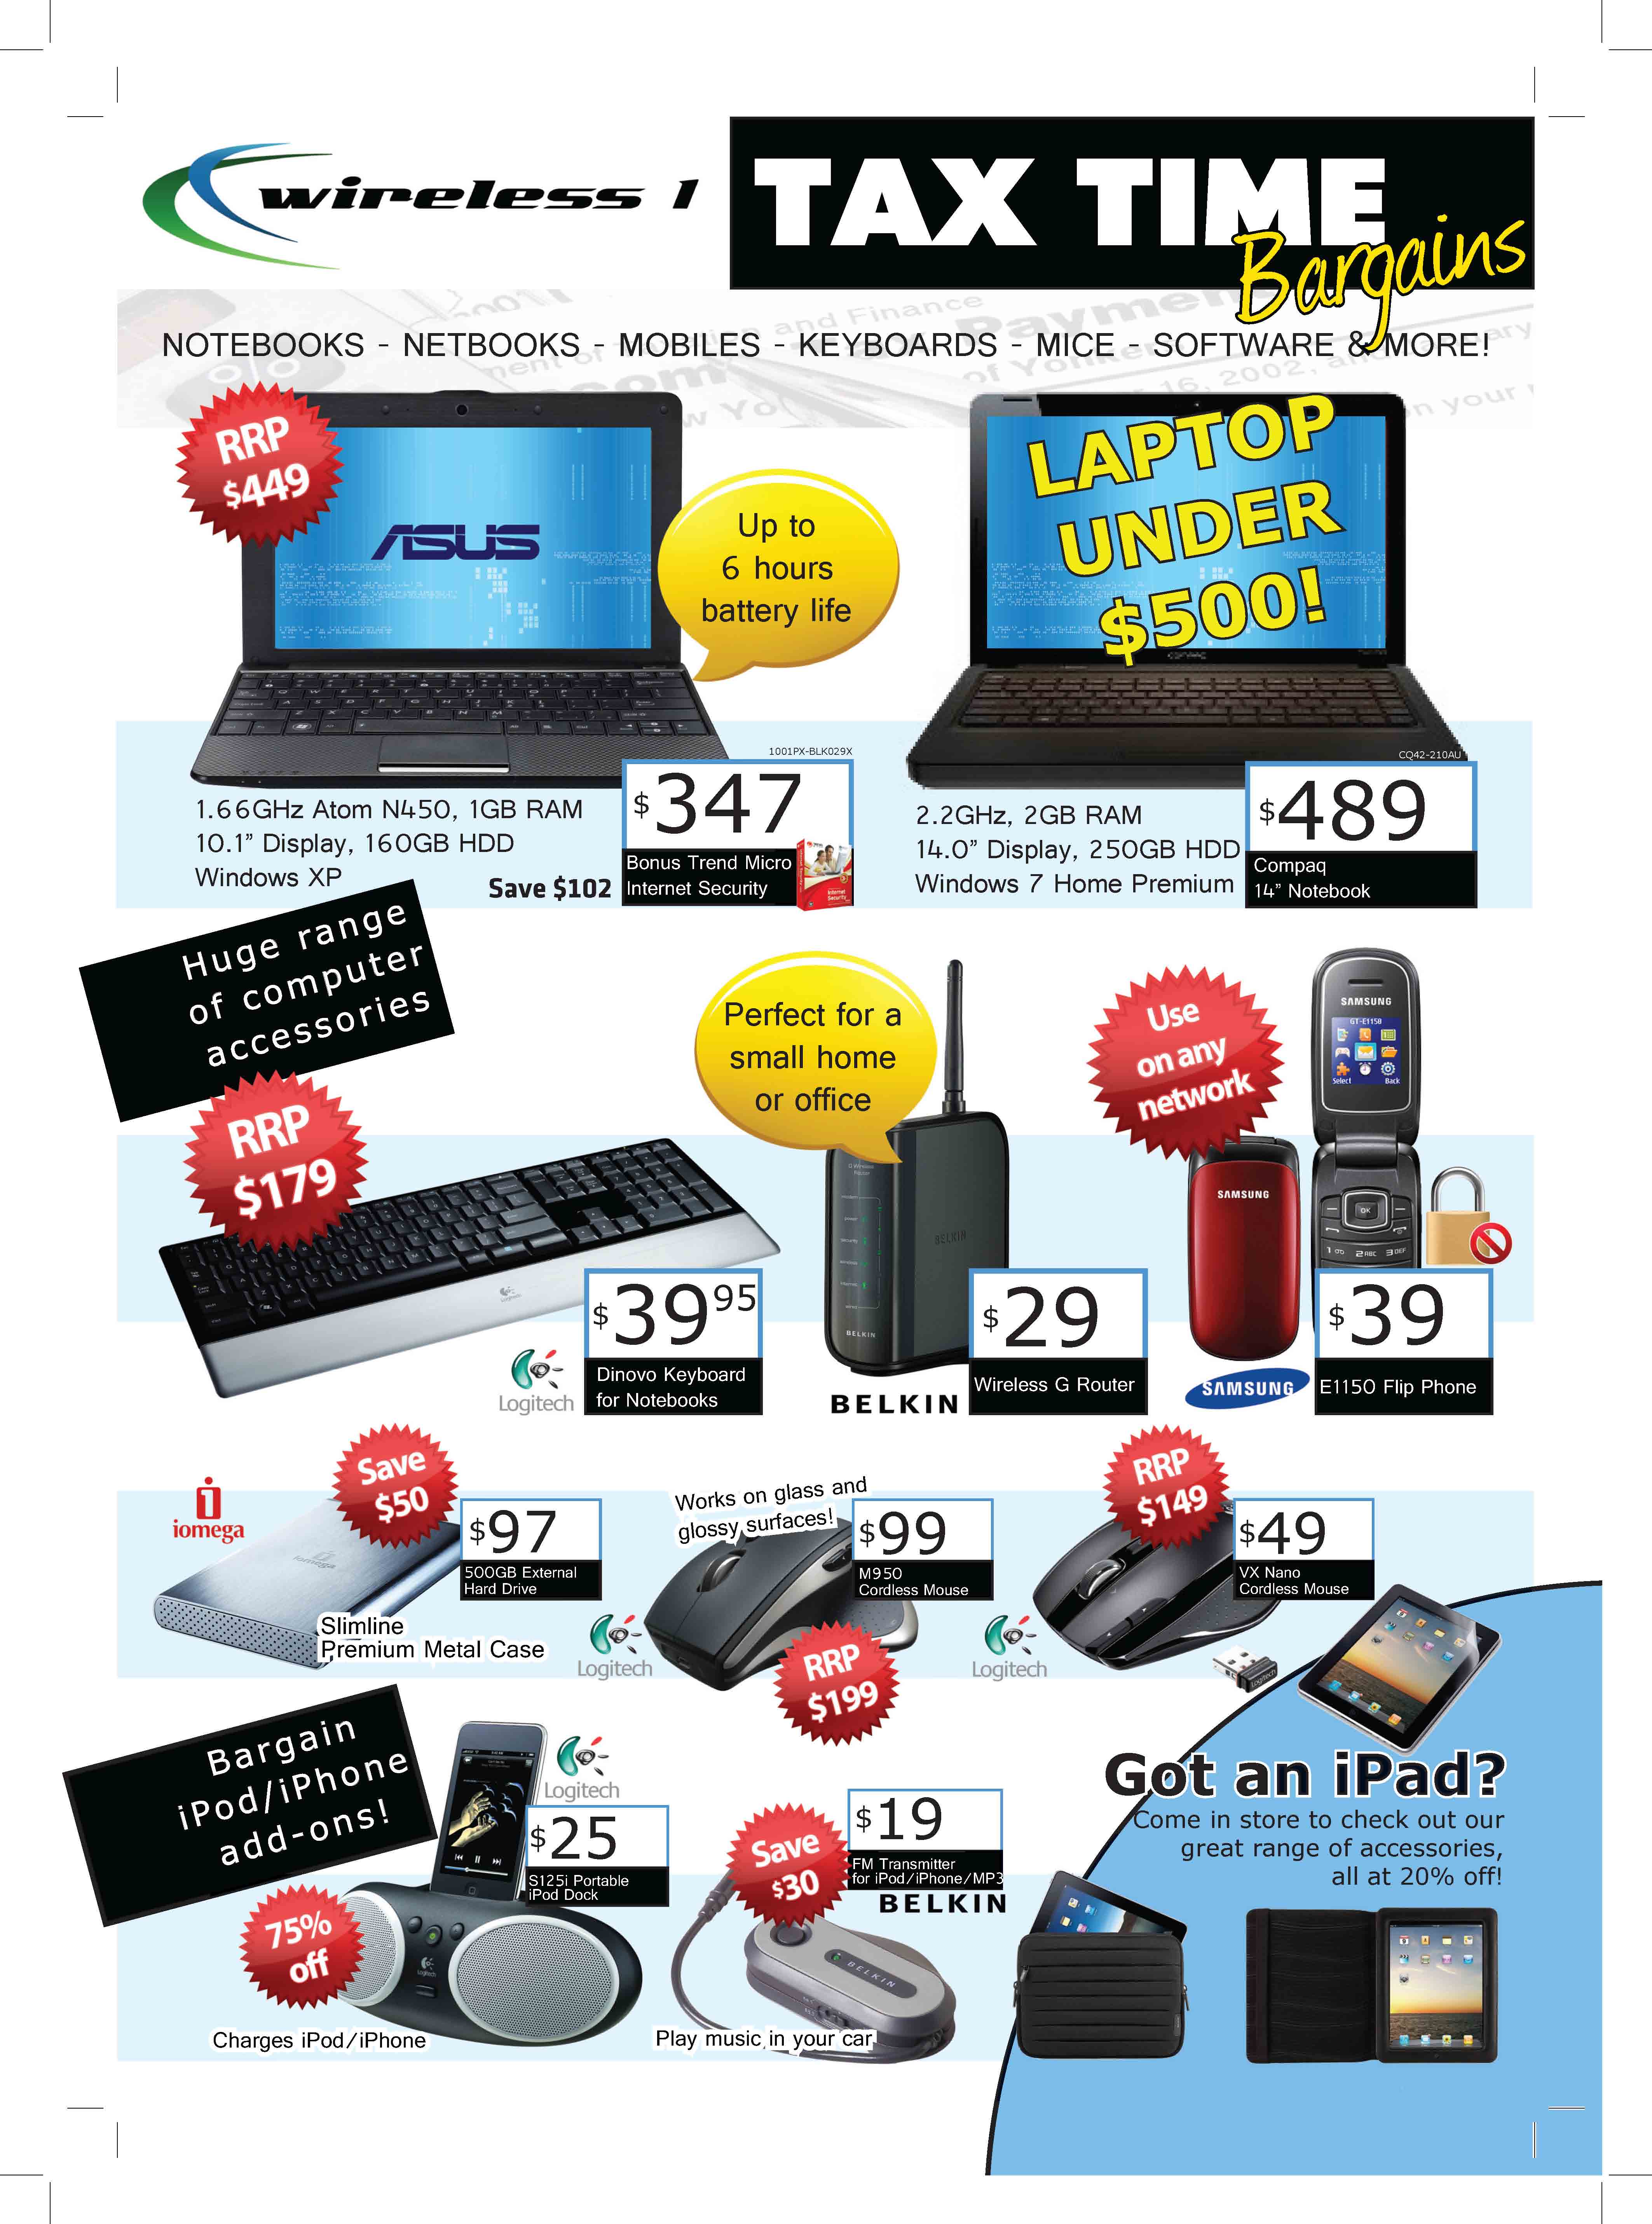 wireless 1
TAX TIME
Bargains
NOTEBOOKS - NETBOOKS - MOBILES - KEYBOARDS - MICE - SOFTWARE & MORE!
RRP
$449
ASUS
Up to
6 hours
battery life
LAPTOP
UNDER
$500!
1001PX-BLK029X
$347
1.66GHz Atom N450, 1GB RAM
10.1" Display, 160GB HDD
Windows XP
Save $102
Bonus Trend Micro
Internet Security
CQ42-210AU
$489
2.2GHz, 2GB RAM
14.0" Display, 250GB HDD
Windows 7 Home Premium
Compaq
14" Notebook
Huge range
of computer
accessories
RRP
$179
Logitech
$39 95
Dinovo Keyboard
for Notebooks
Perfect for a
small home
or office
BELKIN
BELKIN
BELKIN
$29
Wireless G Router
Use
on any
network
SAMSUNG
GT-E1150
Select Back
SAMSUNG
OK
SAMSUNG
$39
E1150 Flip Phone
iomega
Save
$50
$97
500GB External
Hard Drive
Slimline
Premium Metal Case
Works on glass and
glossy surfaces!
$99
M950
Cordless Mouse
Logitech
RRP
$199
RRP
$149
$49
VX Nano
Cordless Mouse
Logitech
Bargain
iPod/iPhone
add-ons!
Logitech
$25
S125i Portable
iPod Dock
75%
off
Charges iPod/iPhone
Save
$30
$19
FM Transmitter
for iPod/iPhone/MP3
BELKIN
BELKIN
Play music in your car
Got an iPad?
Come in store to check out our
great range of accessories,
all at 20% off!